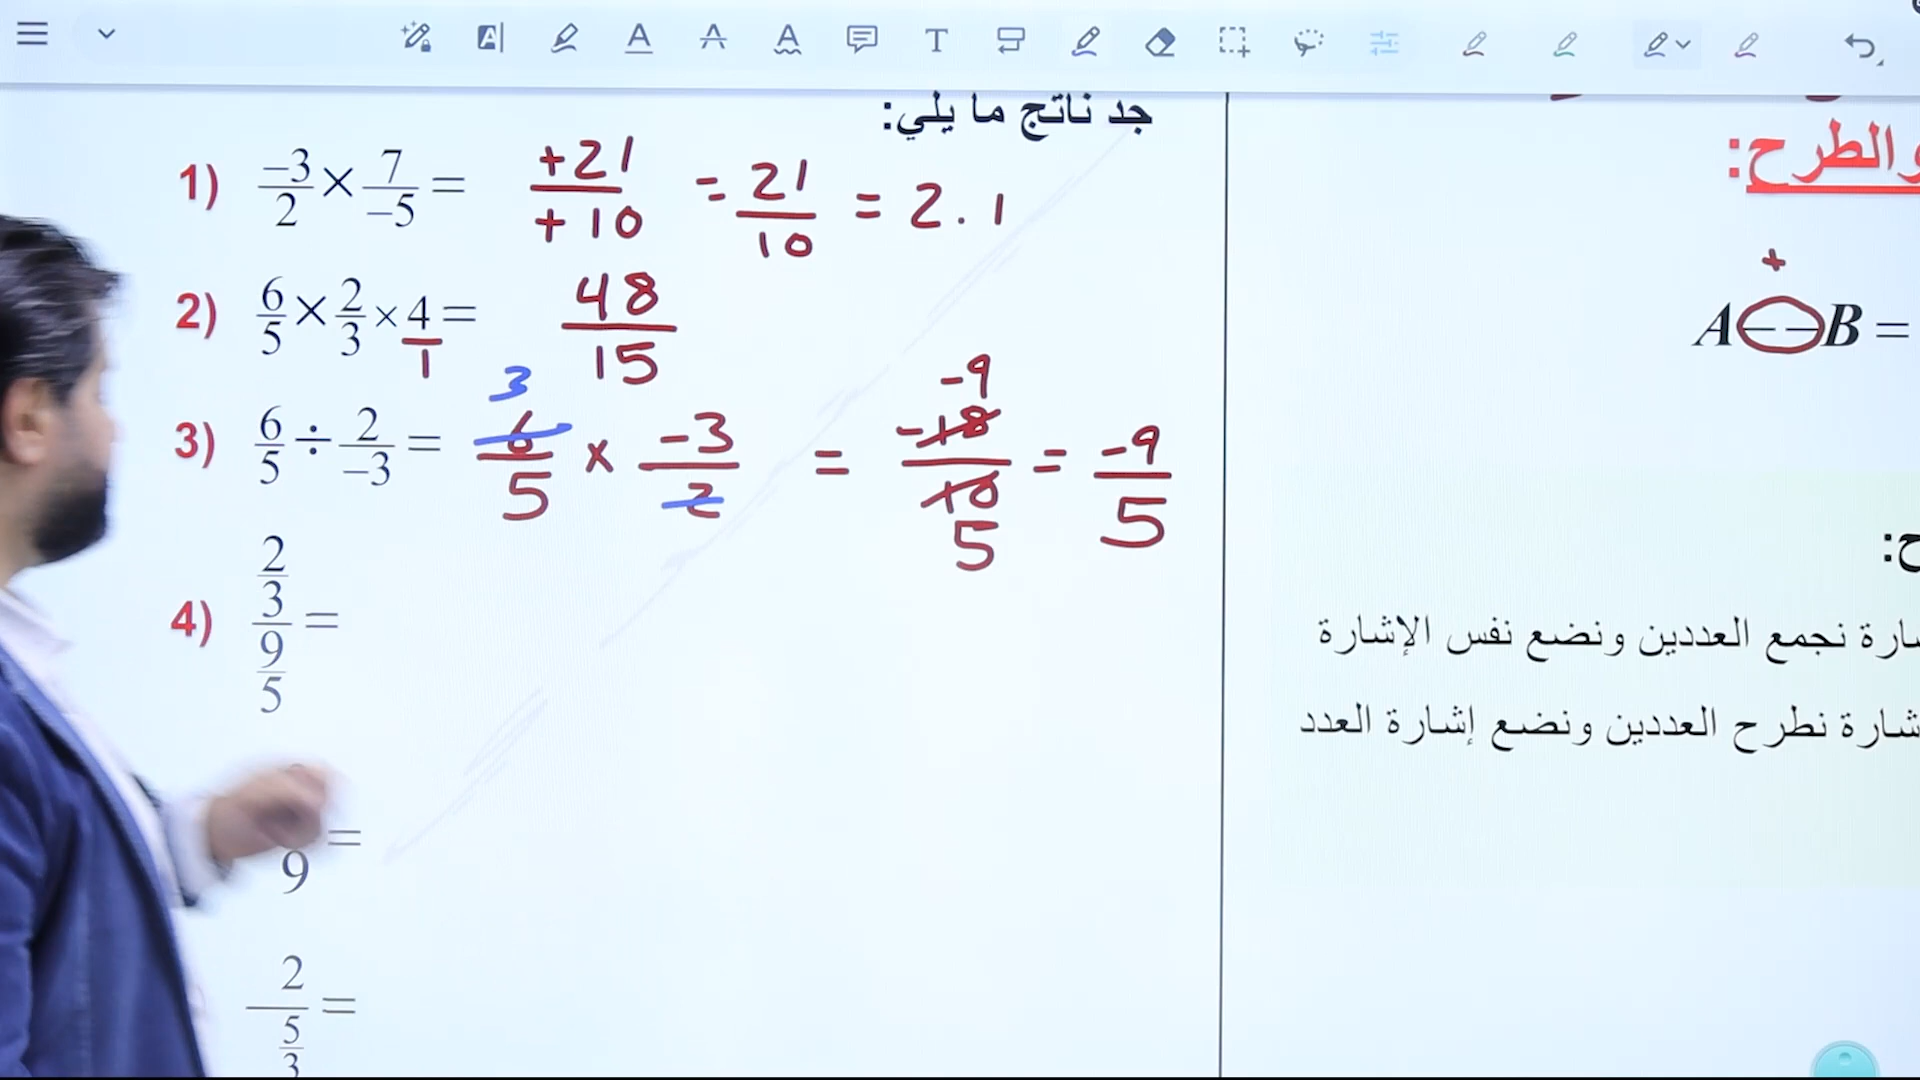 جد ناتج ما يلي:
1) -3/2 × 7/-5 = +21/+10 = 21/10 = 2.1
2) 6/5 × 2/3 × 4/1 = 48/15
3) 6/5 ÷ 2/-3 = 3 6/5 × -3/2 = -9 -18/10 5 = -9/5
4) 2/3 / 9/5 =
9 =
2 / 5/3 =
والطرح:
+
A - - B =
ح:
نجمع العددين ونضع نفس الإشارة
نطرح العددين ونضع إشارة العدد